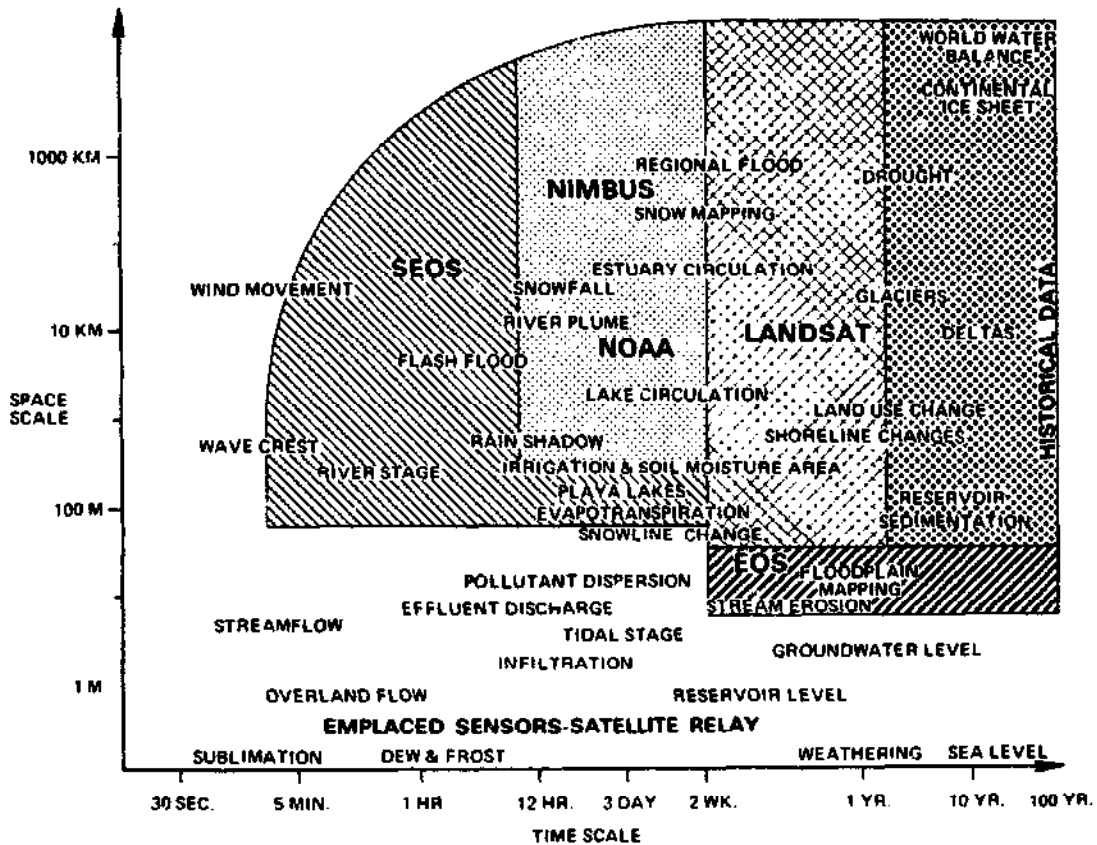 WORLD WATER
BALANCE
CONTINENTAL
ICE SHEET
1000 KM
REGIONAL FLOOD
DROUGHT
NIMBUS
SNOW MAPPING
SEOS
ESTUARY CIRCULATION
WIND MOVEMENT
SNOWFALL
GLACIERS
RIVER PLUME
10 KM
LANDSAT
DELTAS
HISTORICAL DATA
NOAA
FLASH FLOOD
SPACE
SCALE
LAKE CIRCULATION
LAND USE CHANGE
SHORELINE CHANGES
WAVE CREST
RAIN SHADOW
RIVER STAGE
IRRIGATION & SOIL MOISTURE AREA
PLAYA LAKES
RESERVOIR
SEDIMENTATION
100 M
EVAPOTRANSPIRATION
SNOWLINE CHANGE
EOS
FLOODPLAIN
MAPPING
POLLUTANT DISPERSION
EFFLUENT DISCHARGE
STREAM EROSION
STREAMFLOW
TIDAL STAGE
GROUNDWATER LEVEL
INFILTRATION
1 M
OVERLAND FLOW
RESERVOIR LEVEL
EMPLACED SENSORS-SATELLITE RELAY
SUBLIMATION
DEW & FROST
WEATHERING
SEA LEVEL
30 SEC.
5 MIN.
1 HR
12 HR.
3 DAY
2 WK.
1 YR.
10 YR.
100 YR.
TIME SCALE